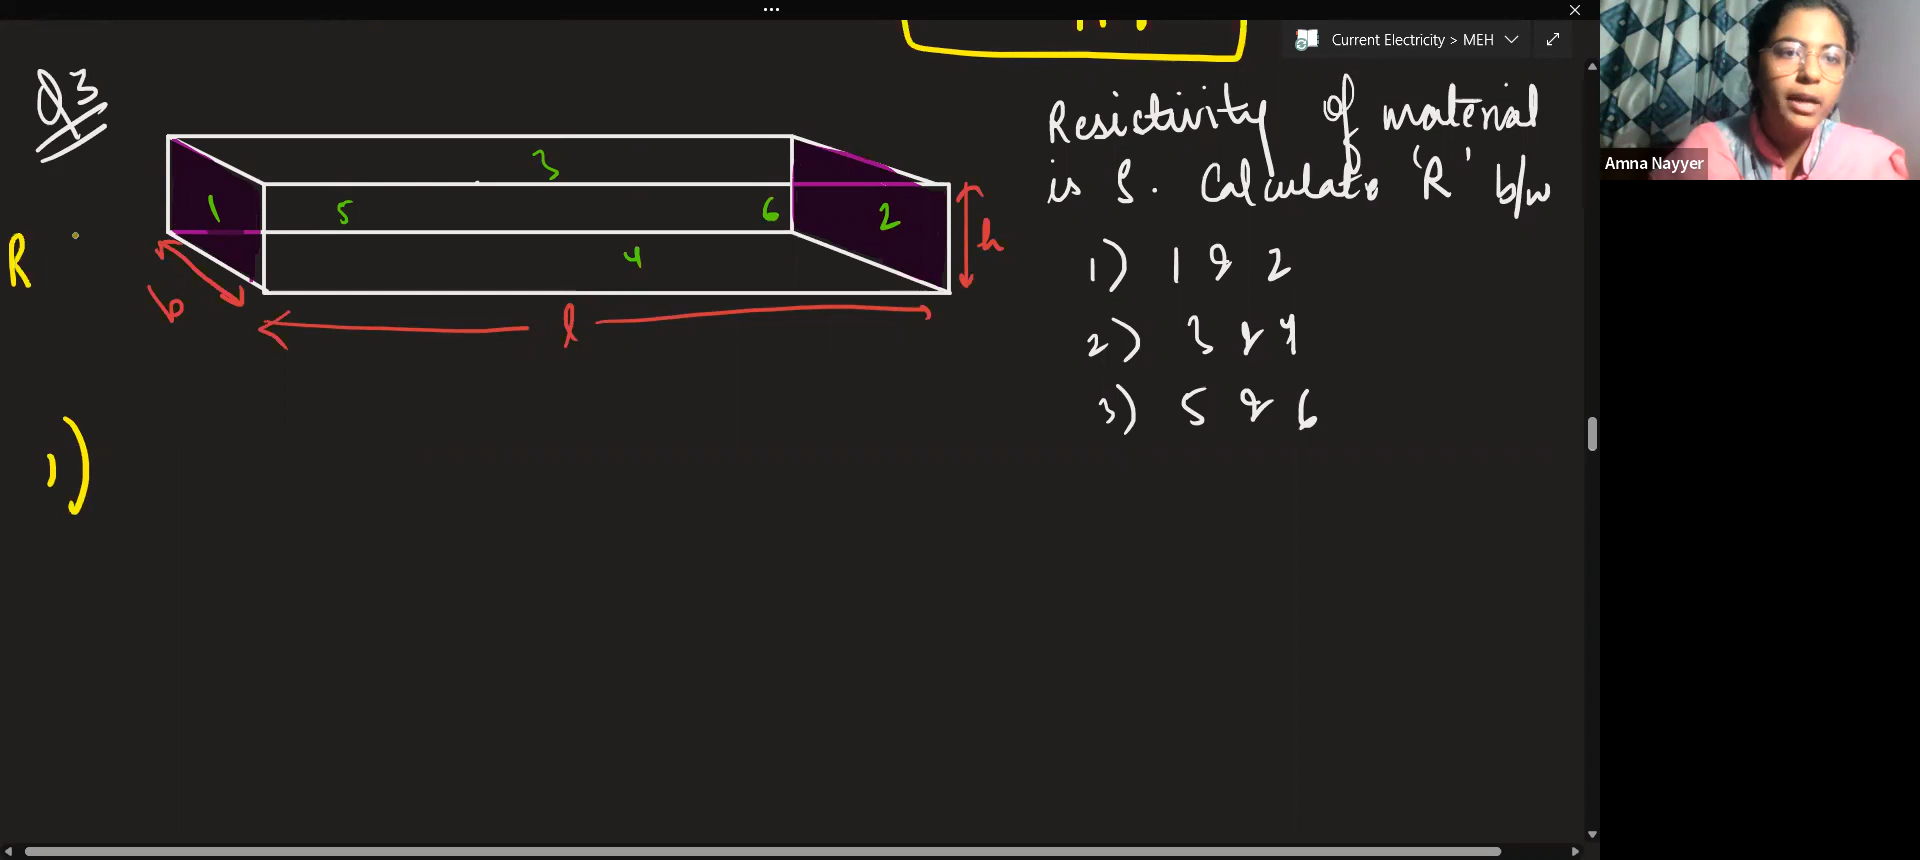 Current Electricity > MEH
Q3
Resistivity of material
is ρ. Calculate 'R' b/w
1) 1 & 2
2) 3 & 4
3) 5 & 6
3
1
5
6
2
4
h
b
l
R
1)
Amna Nayyer